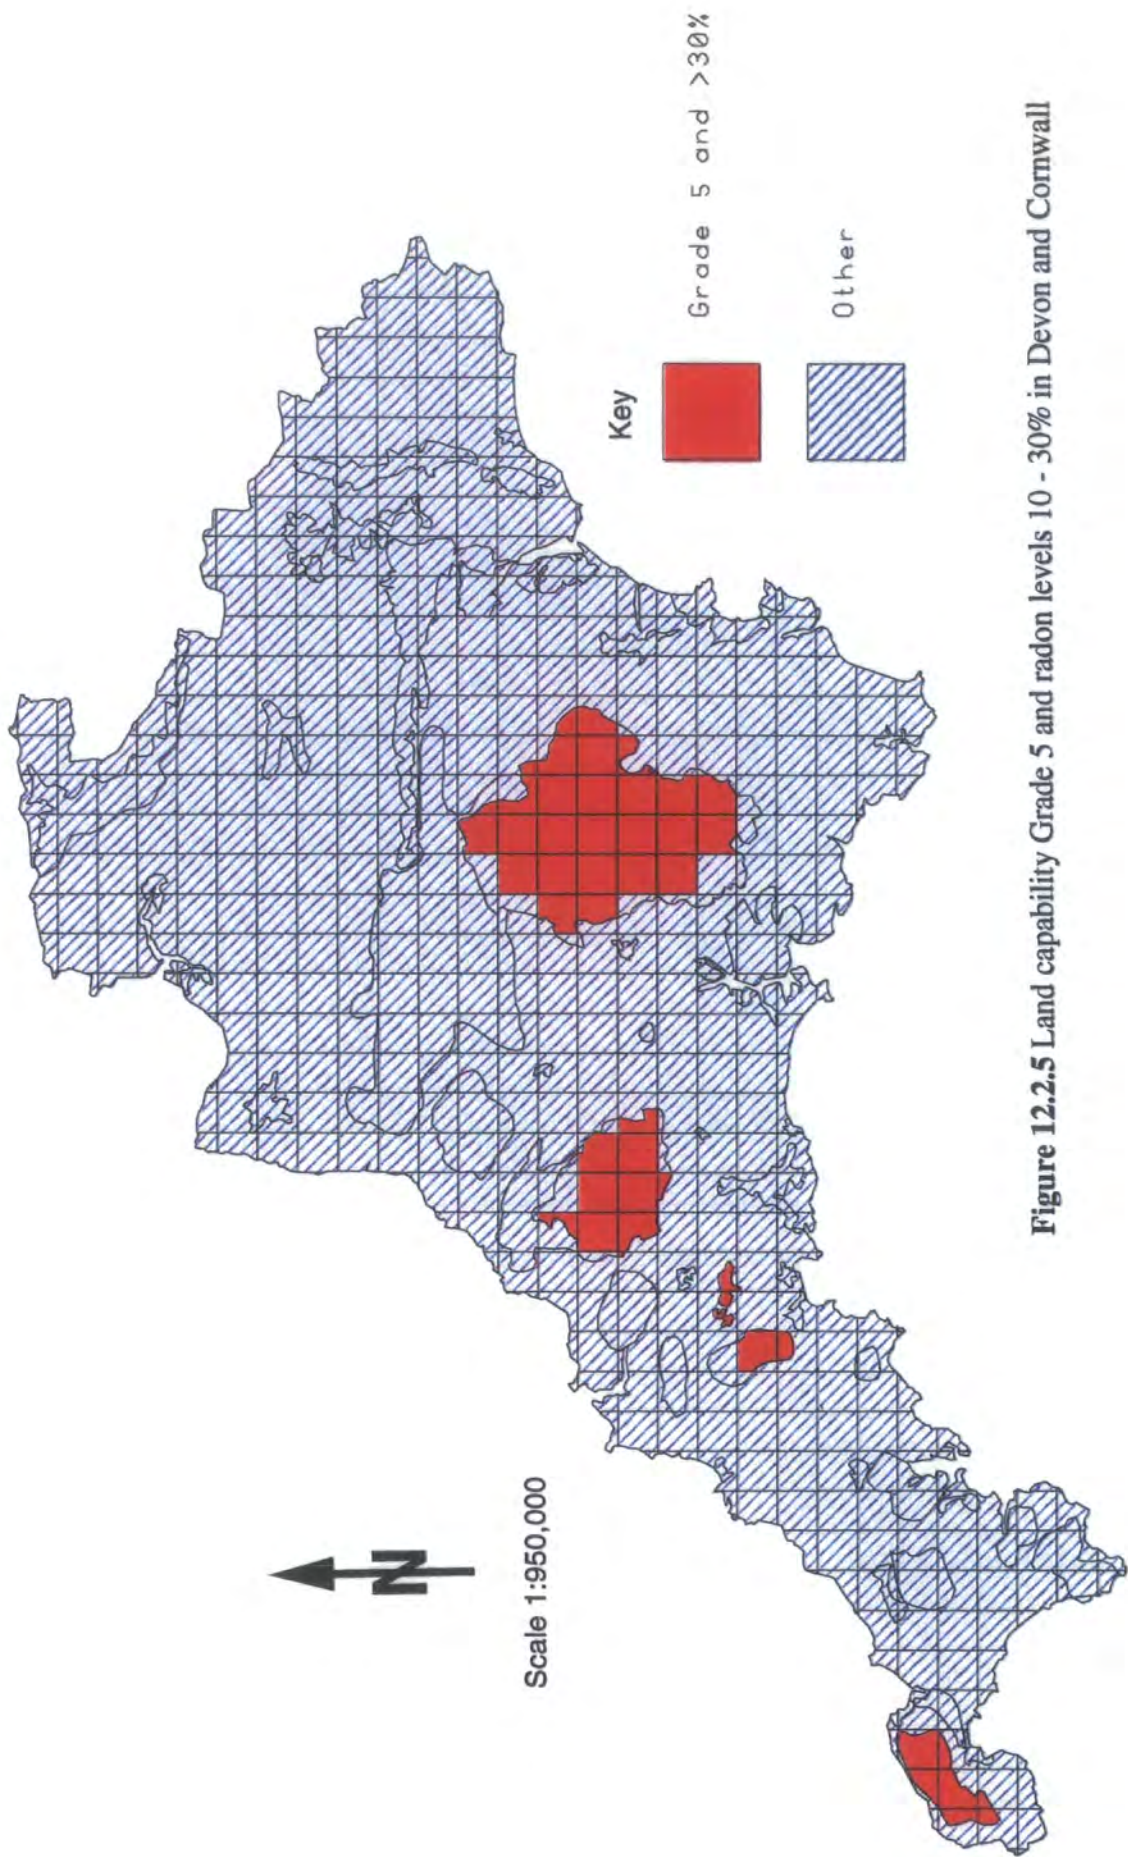 N
Scale 1:950,000
Key
Grade 5 and >30%
Other
Figure 12.2.5 Land capability Grade 5 and radon levels 10 - 30% in Devon and Cornwall